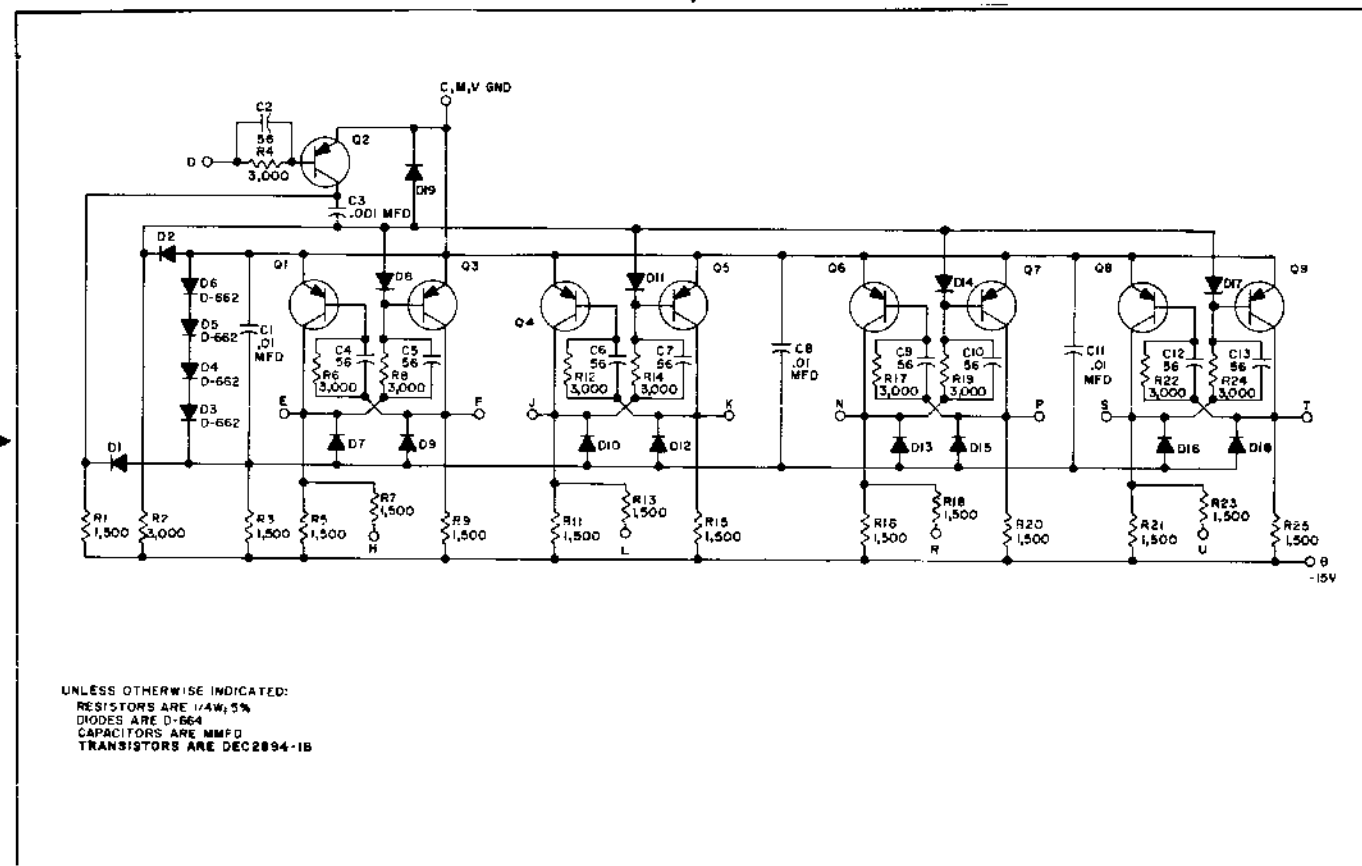 C, M, V GND
C2
56
R4
3,000
D
Q2
C3
.001 MFD
D19
D2
D6
D-662
D5
D-662
D4
D-662
D3
D-662
C1
.01
MFD
Q1
D8
Q3
C4
56
R6
3,000
C5
56
R8
3,000
E
F
D7
D9
Q4
D11
Q5
C6
56
R12
3,000
C7
56
R14
3,000
J
K
D10
D12
C8
.01
MFD
Q6
D14
Q7
C9
56
R17
3,000
C10
56
R19
3,000
N
P
D13
D15
C11
.01
MFD
Q8
D17
Q9
C12
56
R22
3,000
C13
56
R24
3,000
S
T
D16
D18
D1
R1
1,500
R2
3,000
R3
1,500
R5
1,500
R7
1,500
H
R9
1,500
R11
1,500
R13
1,500
L
R15
1,500
R16
1,500
R18
1,500
R
R20
1,500
R21
1,500
R23
1,500
U
R25
1,500
B
-15V
UNLESS OTHERWISE INDICATED:
RESISTORS ARE 1/4W; 5%
DIODES ARE D-664
CAPACITORS ARE MMFD
TRANSISTORS ARE DEC2894-1B